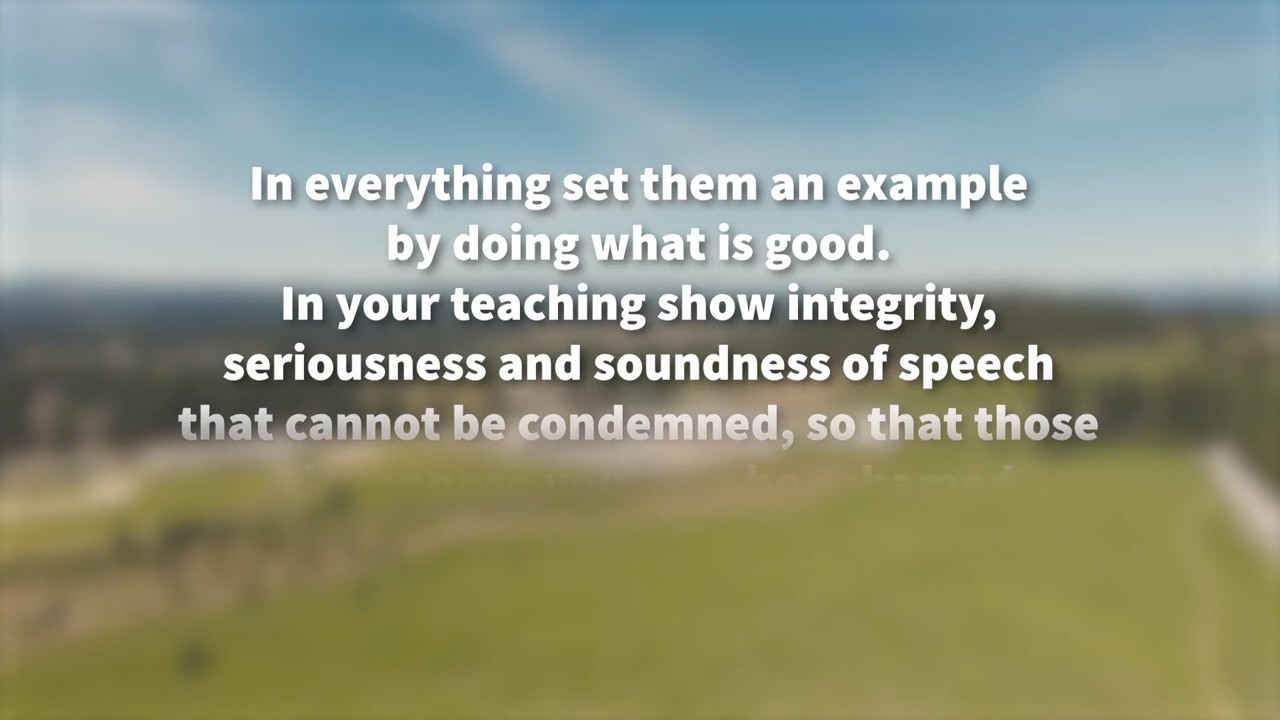 In everything set them an example
by doing what is good.
In your teaching show integrity,
seriousness and soundness of speech
that cannot be condemned, so that those